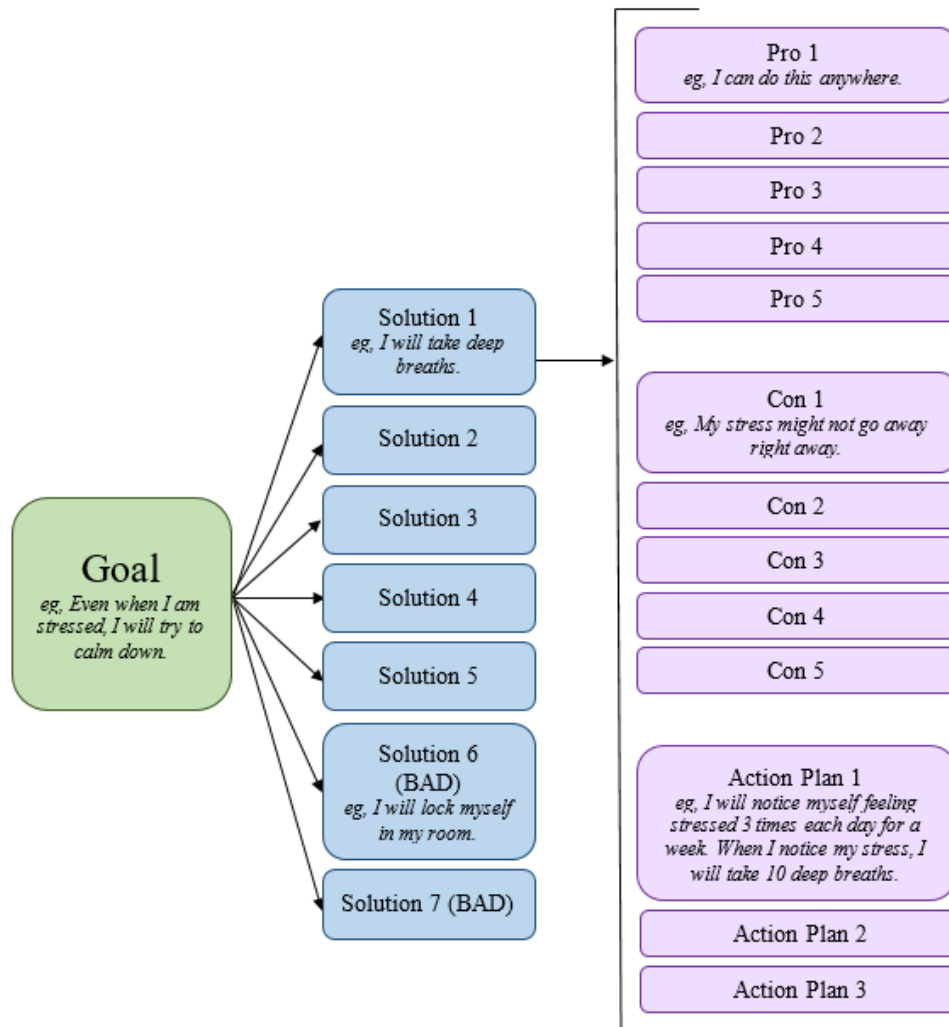 Goal
eg, Even when I am
stressed, I will try to
calm down.
Solution 1
eg, I will take deep
breaths.
Solution 2
Solution 3
Solution 4
Solution 5
Solution 6
(BAD)
eg, I will lock myself
in my room.
Solution 7 (BAD)
Pro 1
eg, I can do this anywhere.
Pro 2
Pro 3
Pro 4
Pro 5
Con 1
eg, My stress might not go away
right away.
Con 2
Con 3
Con 4
Con 5
Action Plan 1
eg, I will notice myself feeling
stressed 3 times each day for a
week. When I notice my stress, I
will take 10 deep breaths.
Action Plan 2
Action Plan 3